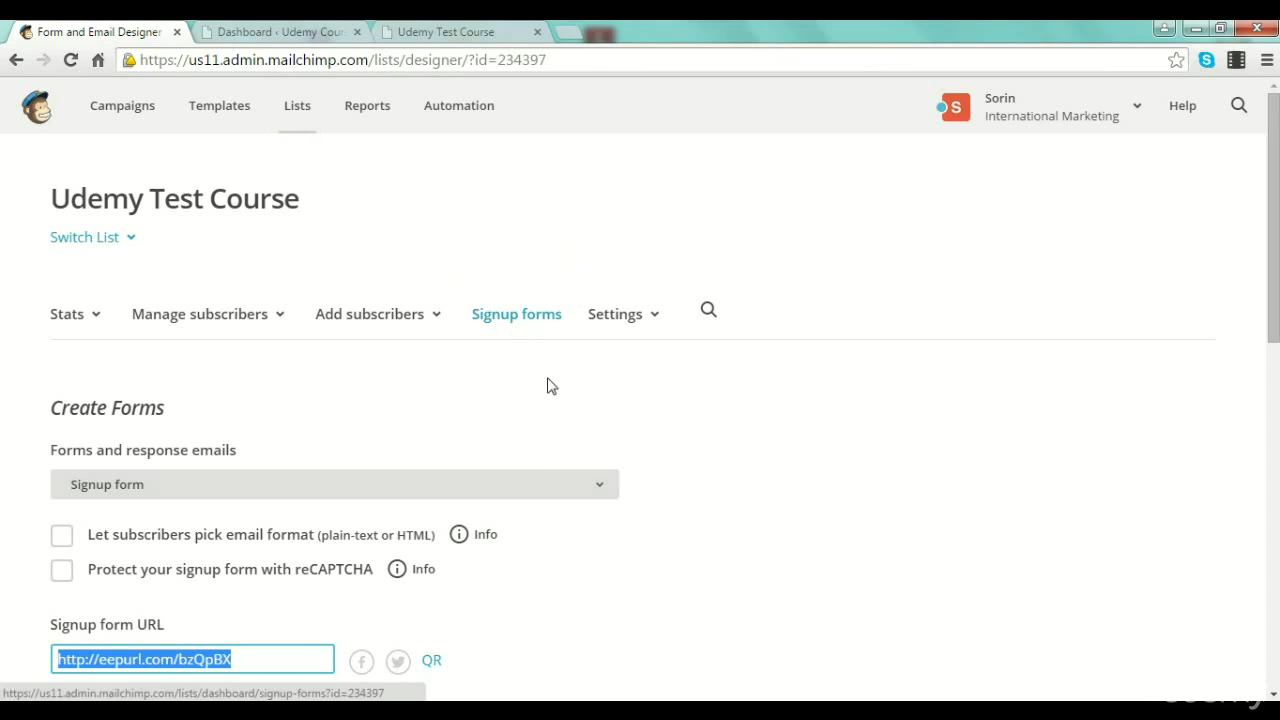 Form and Email Designer
Dashboard ‹ Udemy Cour
Udemy Test Course
https://us11.admin.mailchimp.com/lists/designer/?id=234397
Campaigns
Templates
Lists
Reports
Automation
S
Sorin
International Marketing
Help
Udemy Test Course
Switch List
Stats
Manage subscribers
Add subscribers
Signup forms
Settings
Create Forms
Forms and response emails
Signup form
Let subscribers pick email format (plain-text or HTML)
Info
Protect your signup form with reCAPTCHA
Info
Signup form URL
http://eepurl.com/bzQpBX
QR
https://us11.admin.mailchimp.com/lists/dashboard/signup-forms?id=234397